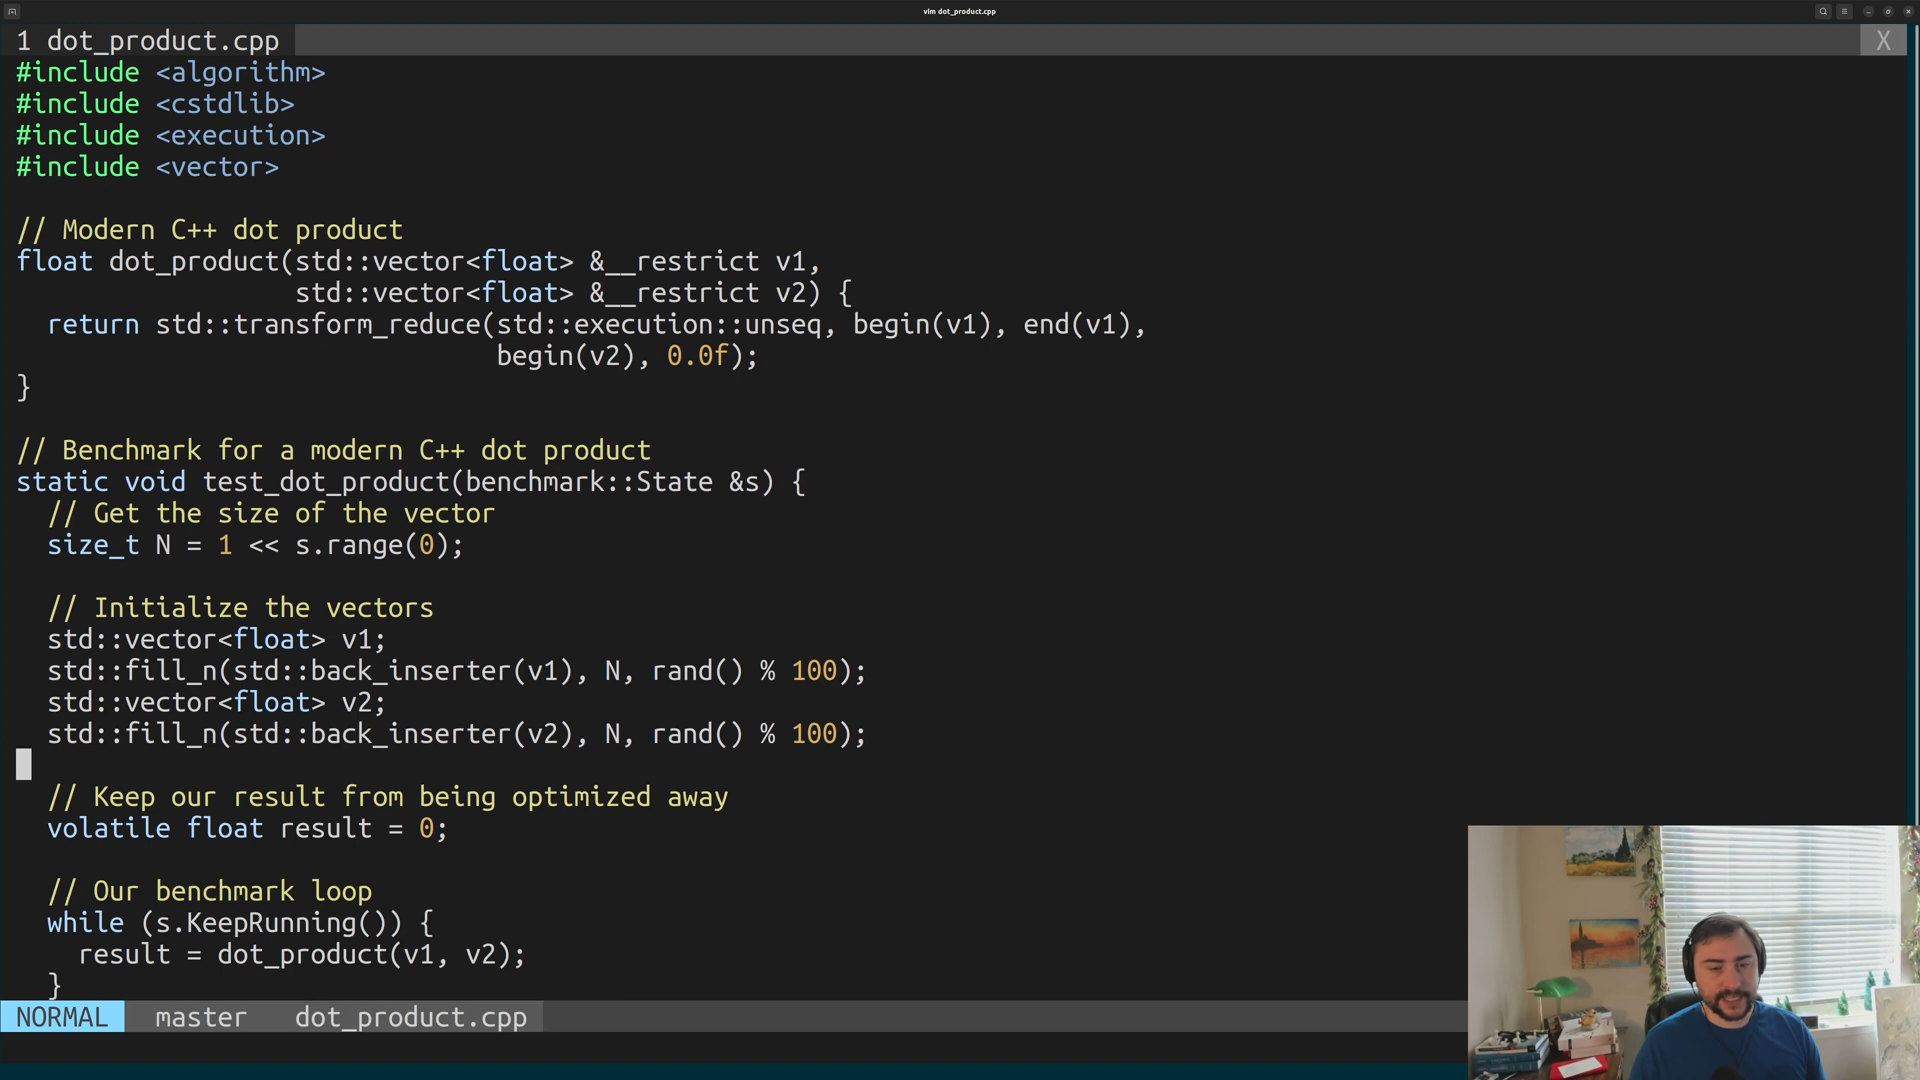 vim dot_product.cpp
1 dot_product.cpp X
#include <algorithm>
#include <cstdlib>
#include <execution>
#include <vector>
// Modern C++ dot product
float dot_product(std::vector<float> &__restrict v1,
                  std::vector<float> &__restrict v2) {
  return std::transform_reduce(std::execution::unseq, begin(v1), end(v1),
                               begin(v2), 0.0f);
}
// Benchmark for a modern C++ dot product
static void test_dot_product(benchmark::State &s) {
  // Get the size of the vector
  size_t N = 1 << s.range(0);
  // Initialize the vectors
  std::vector<float> v1;
  std::fill_n(std::back_inserter(v1), N, rand() % 100);
  std::vector<float> v2;
  std::fill_n(std::back_inserter(v2), N, rand() % 100);
  // Keep our result from being optimized away
  volatile float result = 0;
  // Our benchmark loop
  while (s.KeepRunning()) {
    result = dot_product(v1, v2);
  }
NORMAL master dot_product.cpp